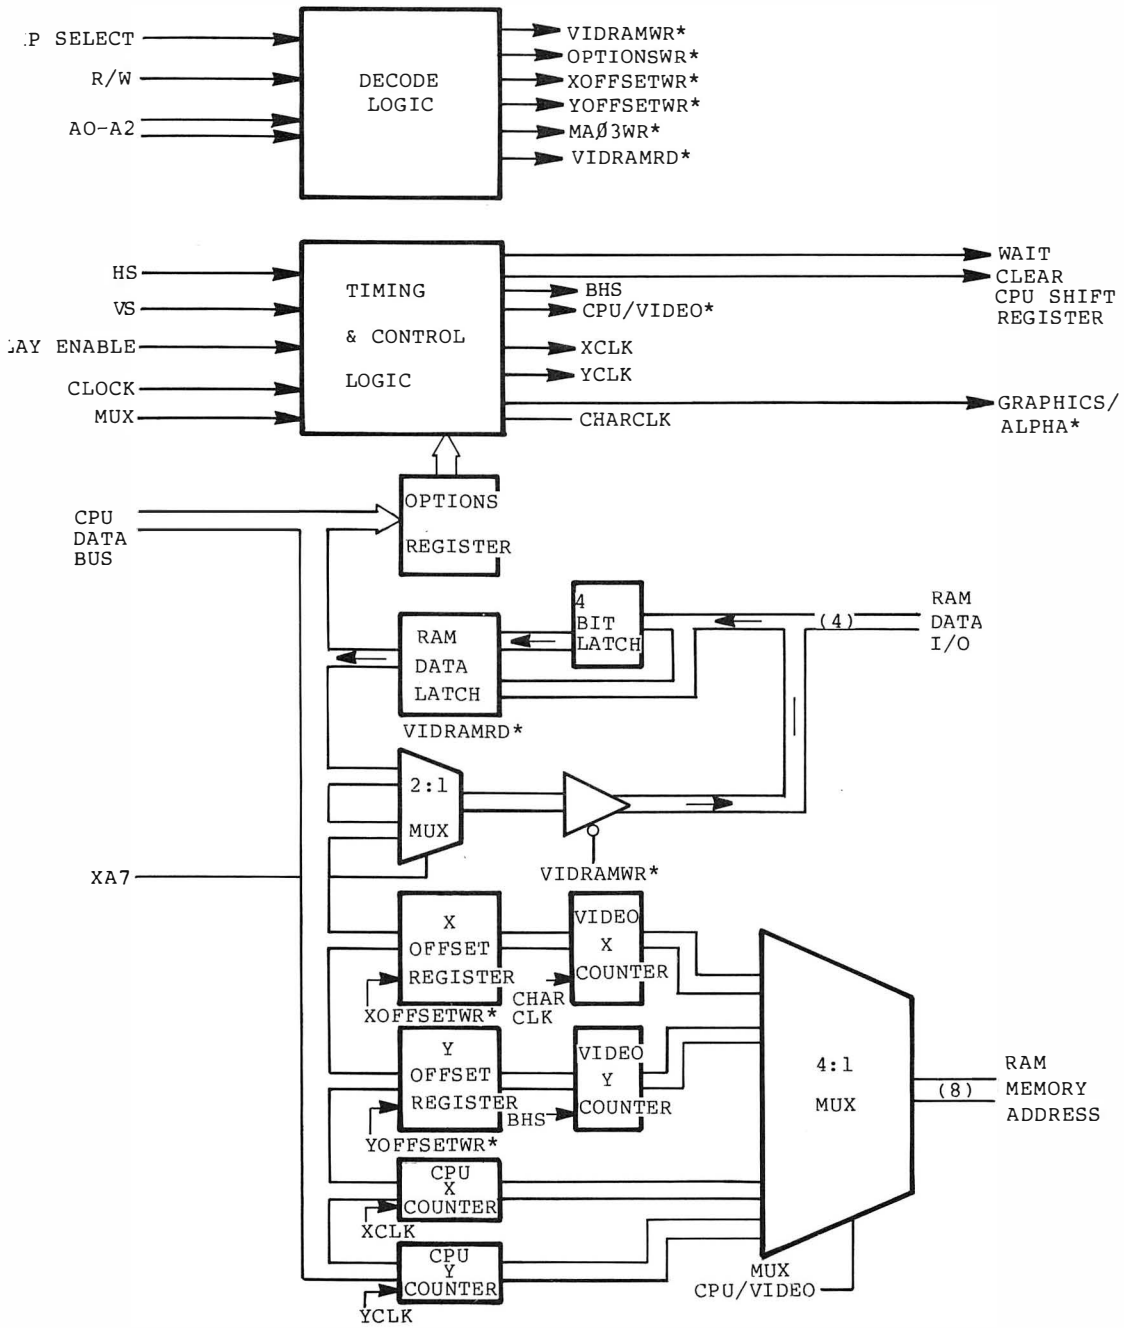 P SELECT
R/W
AO-A2
DECODE
LOGIC
VIDRAMWR*
OPTIONSWR*
XOFFSETWR*
YOFFSETWR*
MAØ3WR*
VIDRAMRD*
HS
VS
LAY ENABLE
CLOCK
MUX
TIMING
& CONTROL
LOGIC
BHS
CPU/VIDEO*
XCLK
YCLK
CHARCLK
WAIT
CLEAR
CPU SHIFT
REGISTER
GRAPHICS/
ALPHA*
CPU
DATA
BUS
OPTIONS
REGISTER
4
BIT
LATCH
(4)
RAM
DATA
I/O
RAM
DATA
LATCH
VIDRAMRD*
2:1
MUX
VIDRAMWR*
XA7
X
OFFSET
REGISTER
XOFFSETWR*
VIDEO
X
COUNTER
CHAR
CLK
Y
OFFSET
REGISTER
YOFFSETWR*
VIDEO
Y
COUNTER
BHS
4:1
MUX
(8)
RAM
MEMORY
ADDRESS
CPU
X
COUNTER
XCLK
CPU
Y
COUNTER
YCLK
MUX
CPU/VIDEO